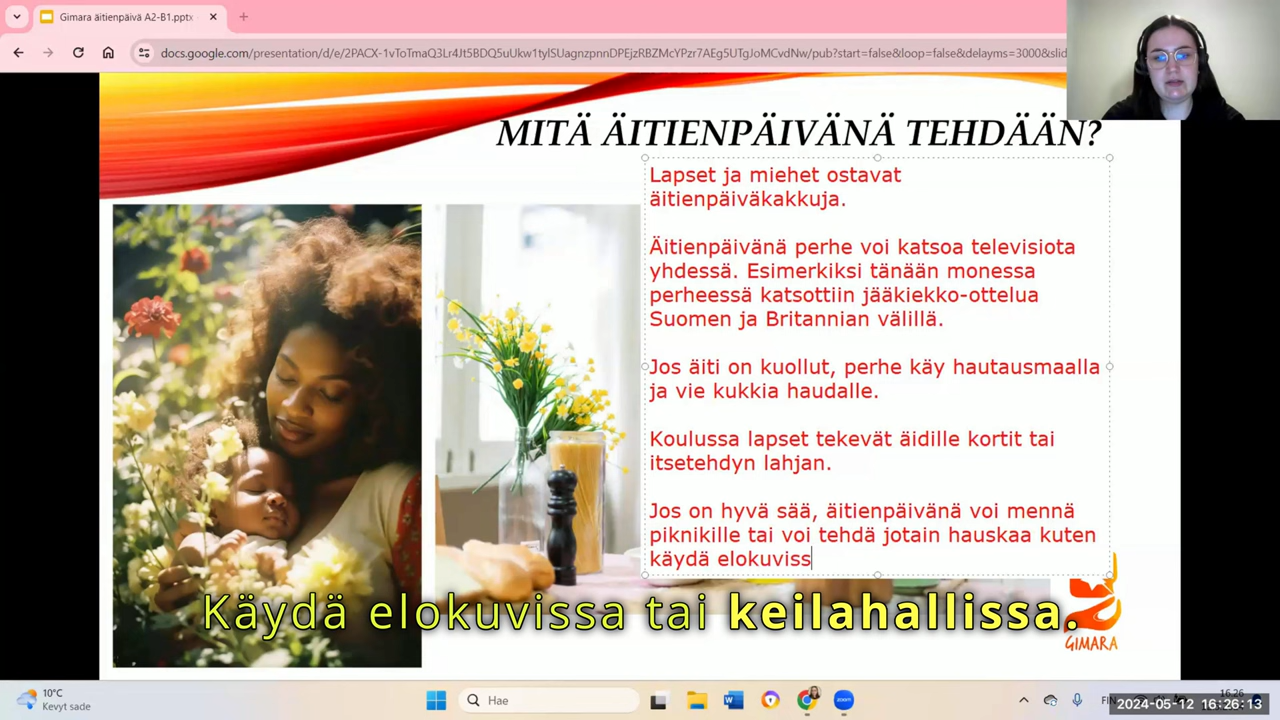 Gimara äitienpäivä A2-B1.pptx
docs.google.com/presentation/d/e/2PACX-1vToTmaQ3Lr4Jt5BDQ5uUkw1tylSUagnzpnnDPEjzRBZMcYPzr7AEg5UTgJoMCvdNw/pub?start=false&loop=false&delayms=3000&slid
MITÄ ÄITIENPÄIVÄNÄ TEHDÄÄN?
Lapset ja miehet ostavat
äitienpäiväkakkuja.
Äitienpäivänä perhe voi katsoa televisiota
yhdessä. Esimerkiksi tänään monessa
perheessä katsottiin jääkiekko-ottelua
Suomen ja Britannian välillä.
Jos äiti on kuollut, perhe käy hautausmaalla
ja vie kukkia haudalle.
Koulussa lapset tekevät äidille kortit tai
itsetehdyn lahjan.
Jos on hyvä sää, äitienpäivänä voi mennä
piknikille tai voi tehdä jotain hauskaa kuten
käydä elokuviss
Käydä elokuvissa tai keilahallissa.
GIMARA
10°C
Kevyt sade
Hae
zoom
FIN
16.26
2024-05-12 16:26:13